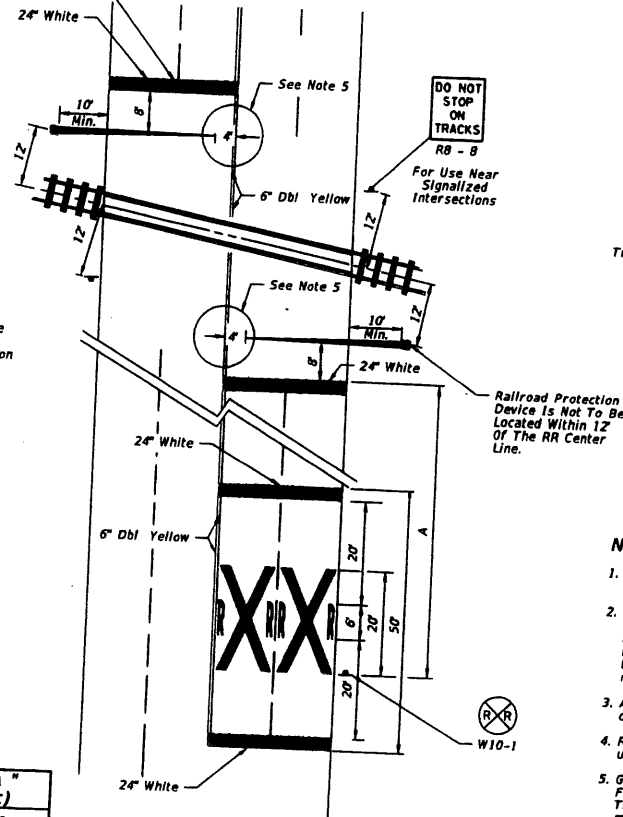 24" White
10'
Min.
8'
4'
See Note 5
DO NOT
STOP
ON
TRACKS
R8 - 8
For Use Near
Signalized
Intersections
12'
6" Dbl Yellow
12'
12'
See Note 5
4'
10'
Min.
12'
8'
24" White
Railroad Protection
Device Is Not To Be
Located Within 12'
Of The RR Center
Line.
24" White
6" Dbl Yellow
A
20'
6'
20'
50'
20'
R
R
R
R
R R
W10-1
24" White
1.
2.
3. A
4. R
5. G
F